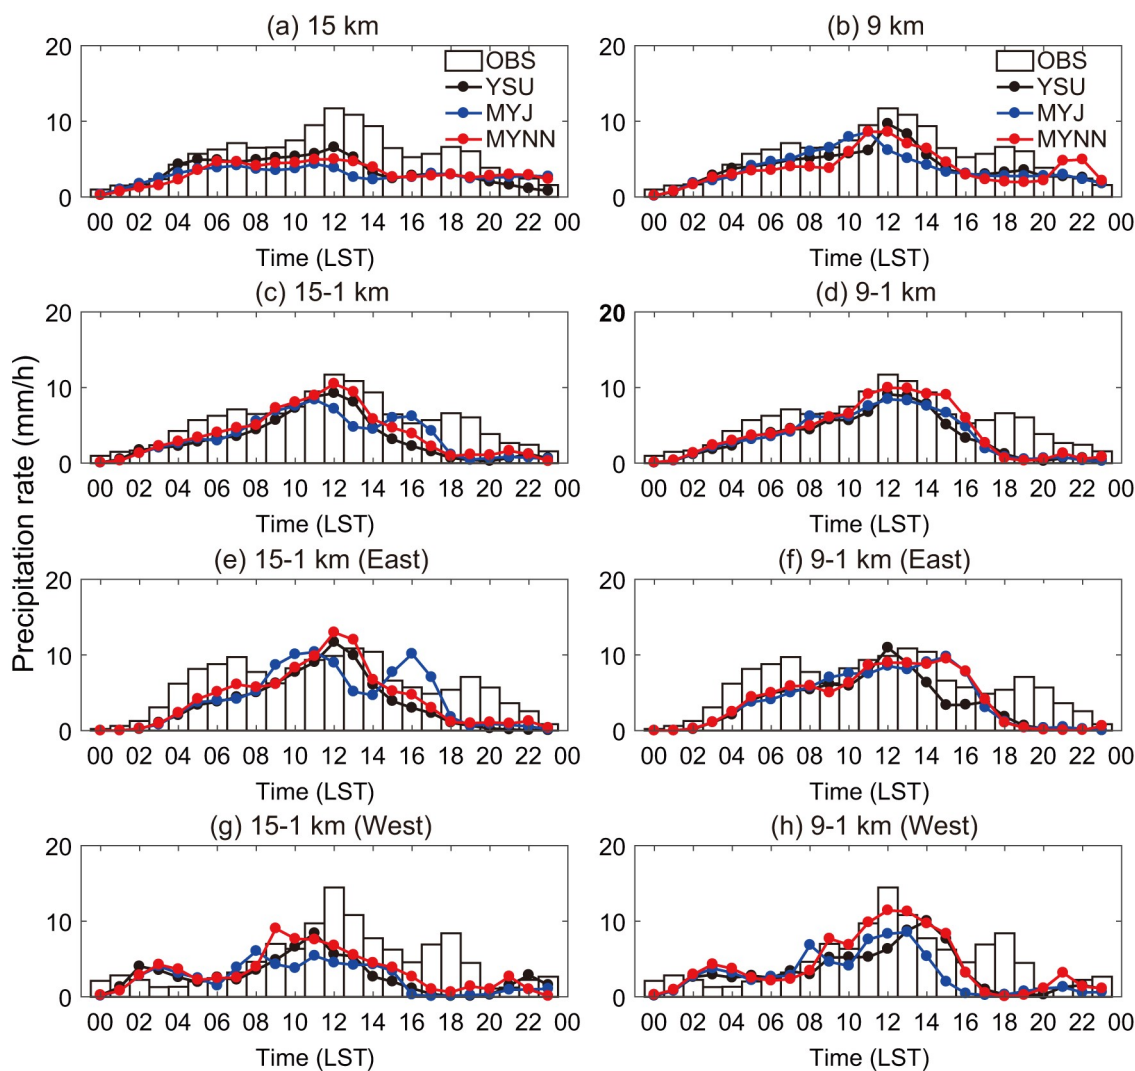 (a) 15 km
(b) 9 km
20
10
0
OBS
YSU
MYJ
MYNN
20
10
0
OBS
YSU
MYJ
MYNN
00 02 04 06 08 10 12 14 16 18 20 22 00
00 02 04 06 08 10 12 14 16 18 20 22 00
Time (LST)
Time (LST)
Precipitation rate (mm/h)
(c) 15-1 km
(d) 9-1 km
20
10
0
20
10
0
00 02 04 06 08 10 12 14 16 18 20 22 00
00 02 04 06 08 10 12 14 16 18 20 22 00
Time (LST)
Time (LST)
(e) 15-1 km (East)
(f) 9-1 km (East)
20
10
0
20
10
0
00 02 04 06 08 10 12 14 16 18 20 22 00
00 02 04 06 08 10 12 14 16 18 20 22 00
Time (LST)
Time (LST)
(g) 15-1 km (West)
(h) 9-1 km (West)
20
10
0
20
10
0
00 02 04 06 08 10 12 14 16 18 20 22 00
00 02 04 06 08 10 12 14 16 18 20 22 00
Time (LST)
Time (LST)